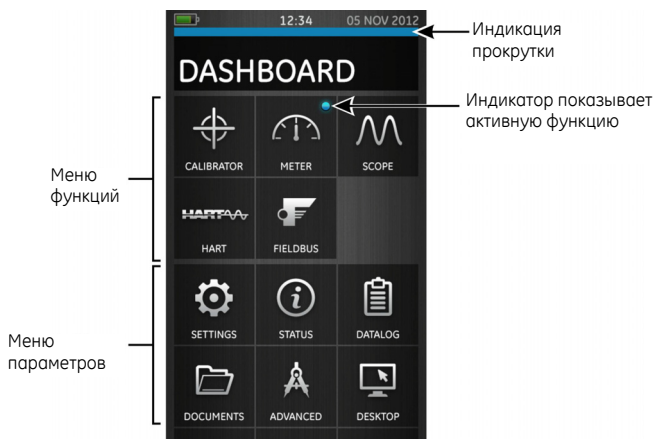 12:34 05 NOV 2012
Индикация
прокрутки
DASHBOARD
Индикатор показывает
активную функцию
Меню
функций
CALIBRATOR METER SCOPE
HART
HART FIELDBUS
Меню
параметров
SETTINGS STATUS DATALOG
DOCUMENTS ADVANCED DESKTOP